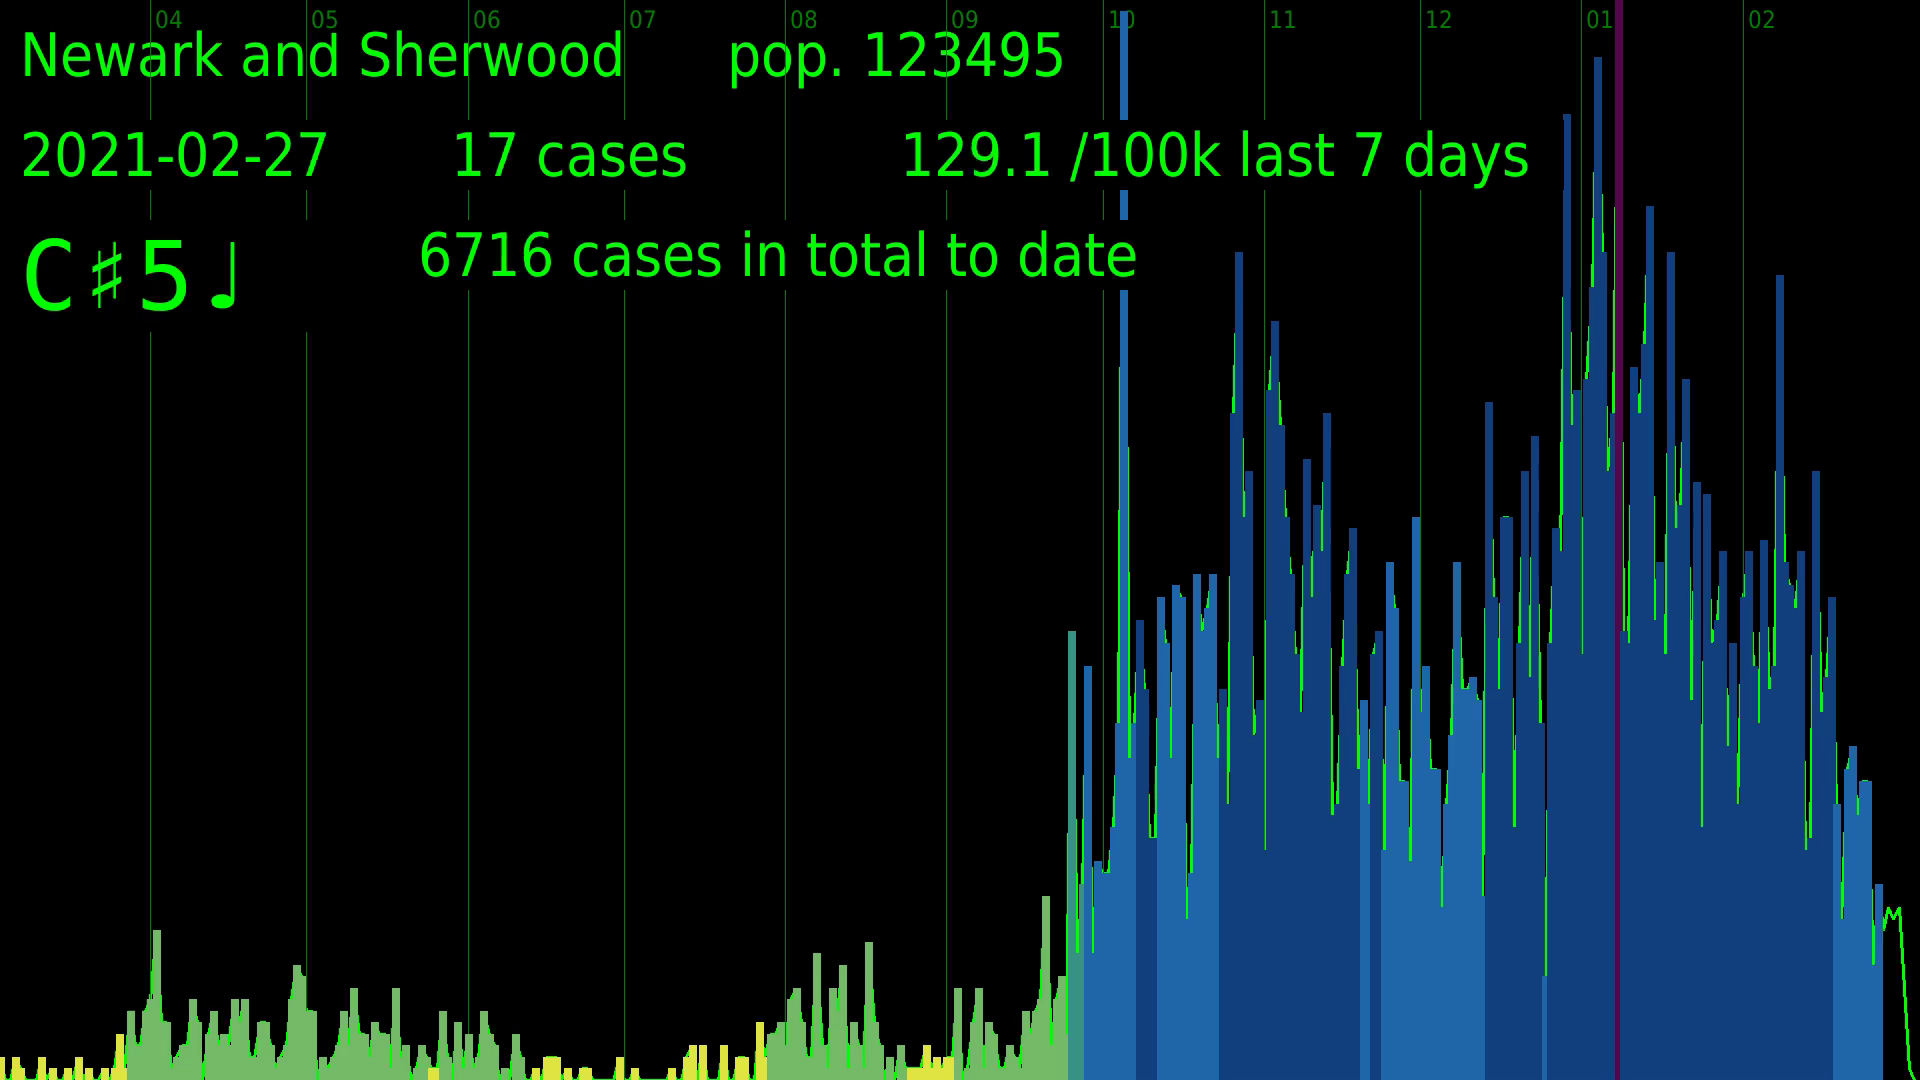 04 05 06 07 08 09 10 11 12 01 02
Newark and Sherwood pop. 123495
2021-02-27 17 cases 129.1 /100k last 7 days
C♯5♩ 6716 cases in total to date